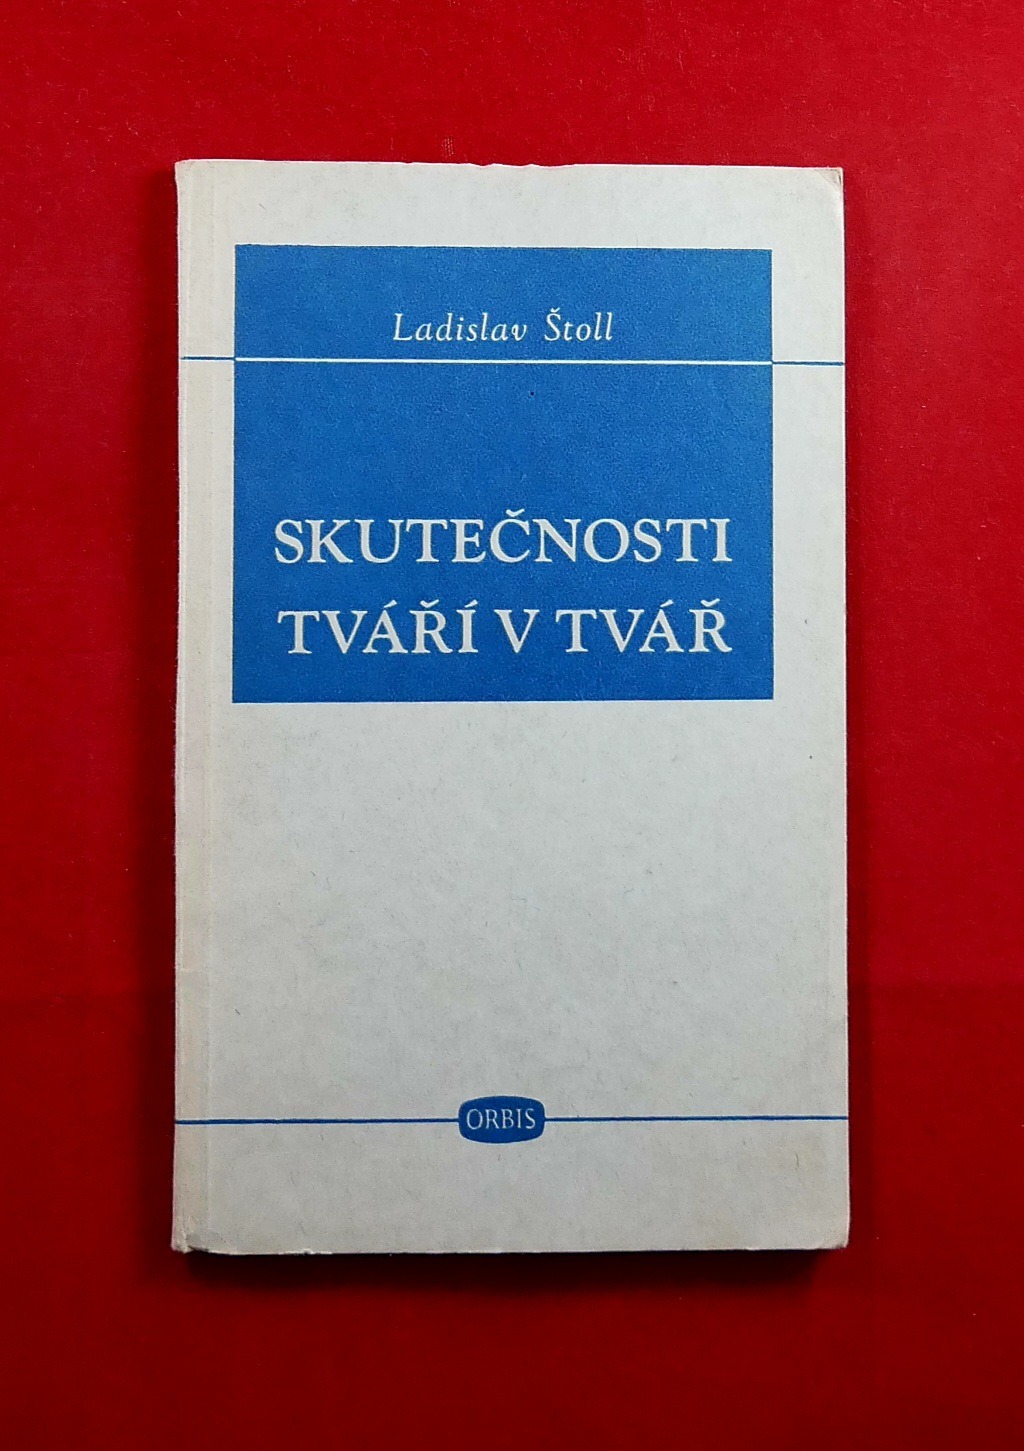 Ladislav Štoll
SKUTEČNOSTI
TVÁŘÍ V TVÁŘ
ORBIS